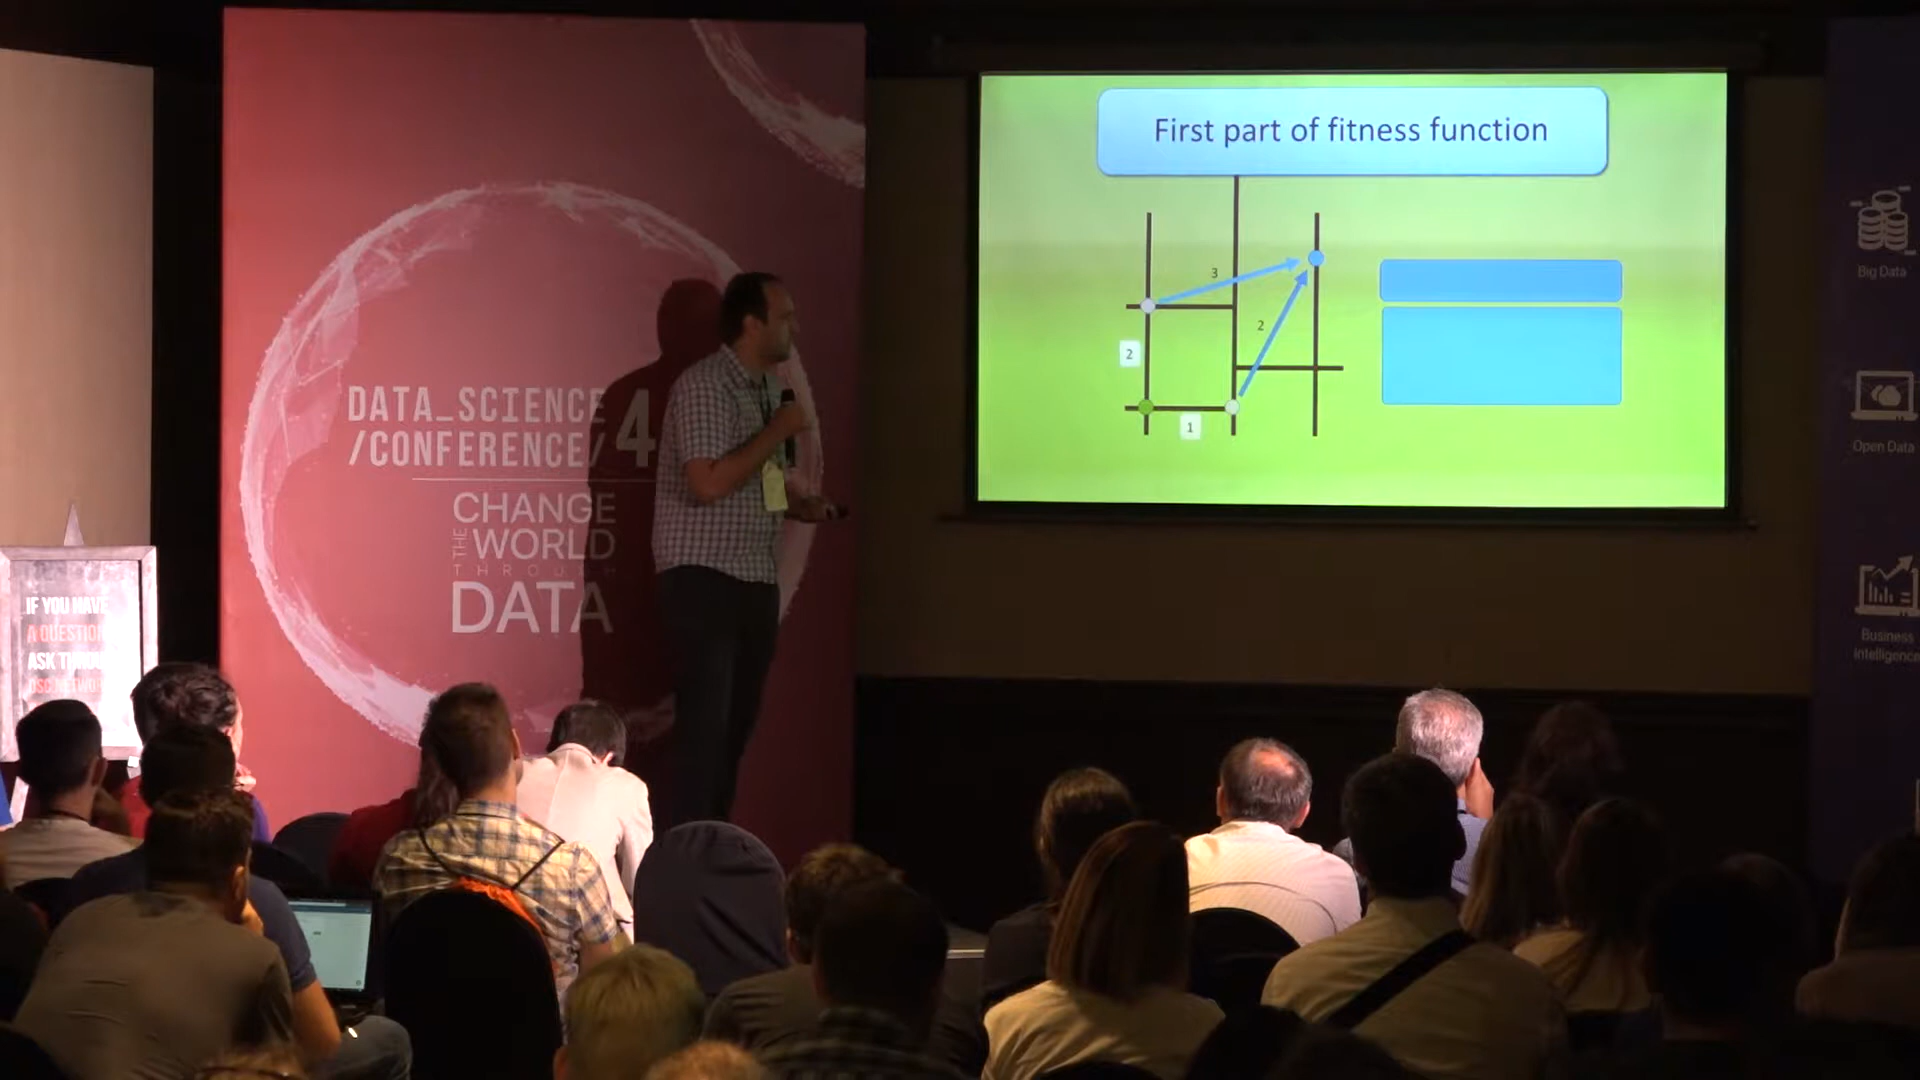 DATA_SCIENCE
/CONFERENCE/4
CHANGE
THE WORLD
THROUGH
DATA
First part of fitness function
3
2
2
1
IF YOU HAVE
A QUESTION
ASK
Big Data
Open Data
Business
intelligence